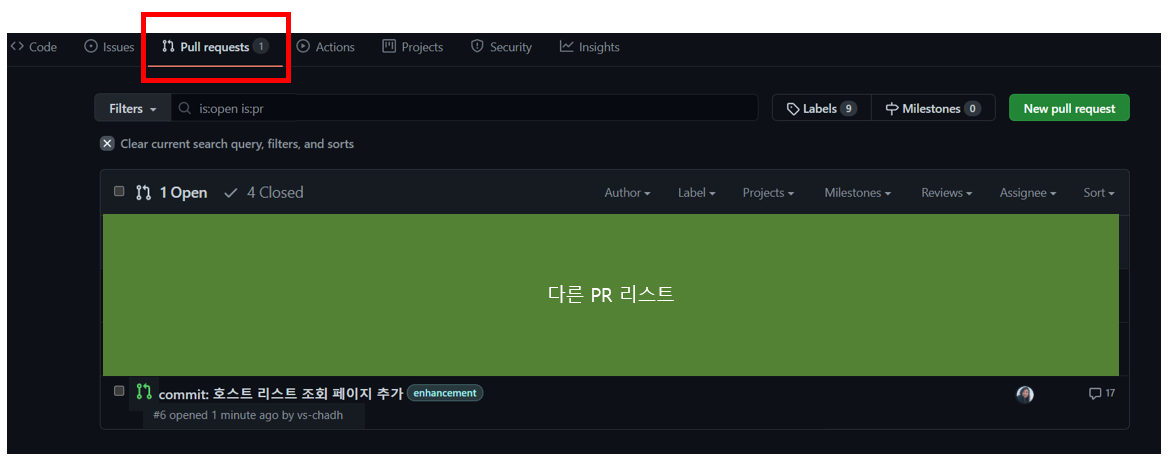 Code Issues Pull requests 1 Actions Projects Security Insights
Filters is:open is:pr Labels 9 Milestones 0 New pull request
Clear current search query, filters, and sorts
1 Open 4 Closed Author Label Projects Milestones Reviews Assignee Sort
다른 PR 리스트
commit: 호스트 리스트 조회 페이지 추가 enhancement 17
#6 opened 1 minute ago by vs-chadh